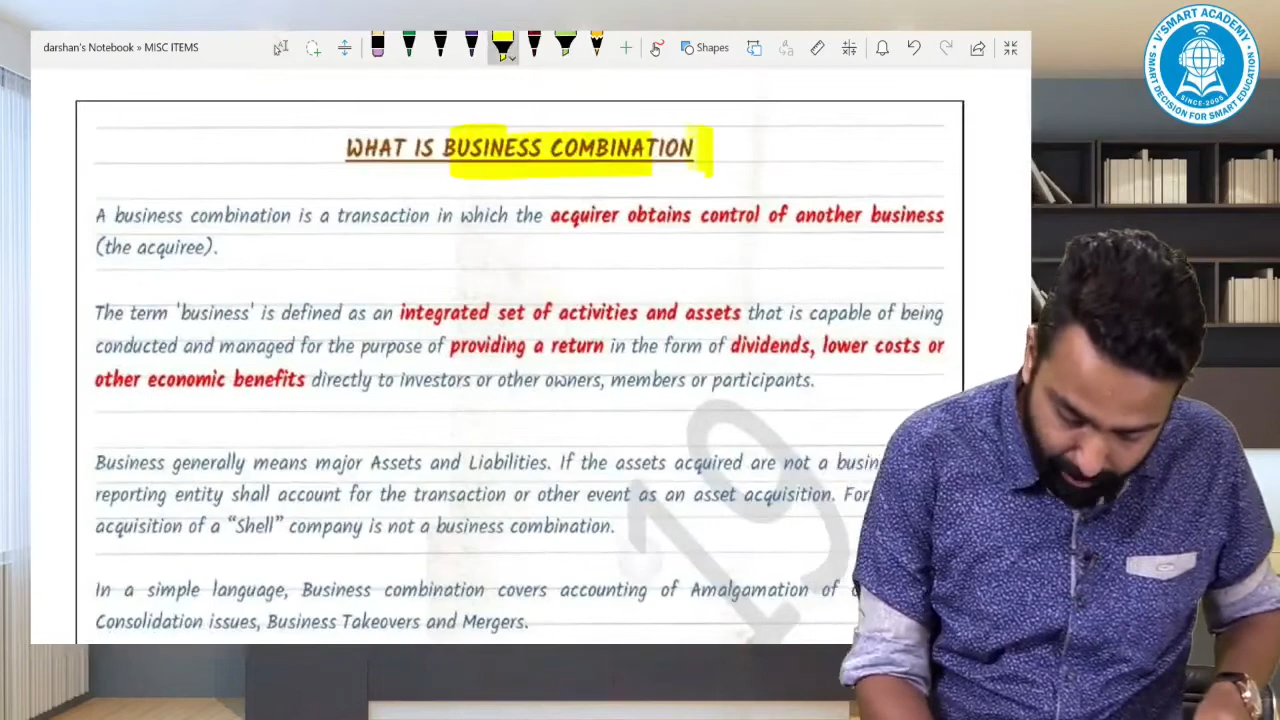 darshan's Notebook » MISC ITEMS
Shapes
V'SMART ACADEMY
SINCE-2005
SMART DECISION FOR SMART EDUCATION
WHAT IS BUSINESS COMBINATION
A business combination is a transaction in which the acquirer obtains control of another business
(the acquiree).
The term 'business' is defined as an integrated set of activities and assets that is capable of being
conducted and managed for the purpose of providing a return in the form of dividends, lower costs or
other economic benefits directly to investors or other owners, members or participants.
Business generally means major Assets and Liabilities. If the assets acquired are not a
reporting entity shall account for the transaction or other event as an asset acquisition.
acquisition of a “Shell” company is not a business combination.
In a simple language, Business combination covers accounting of Amalgamation of
Consolidation issues, Business Takeovers and Mergers.
19